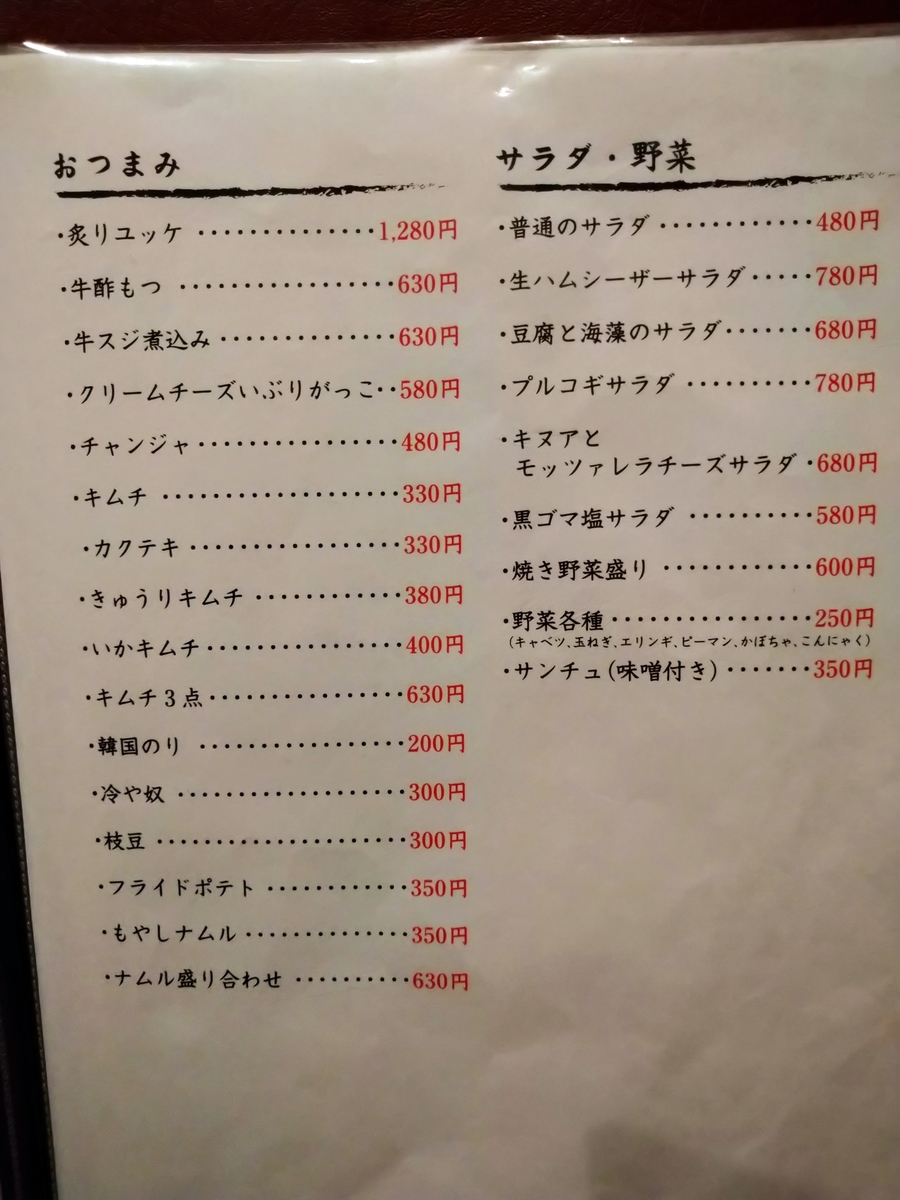 おつまみ
・炙りユッケ ・・・・・・・・・・・・・・1,280円
・牛酢もつ ・・・・・・・・・・・・・・・・・630円
・牛スジ煮込み・・・・・・・・・・・・・・630円
・クリームチーズいぶりがっこ・・580円
・チャンジャ・・・・・・・・・・・・・・・・480円
・キムチ ・・・・・・・・・・・・・・・・・・・330円
・カクテキ・・・・・・・・・・・・・・・・・330円
・きゅうりキムチ ・・・・・・・・・・・・380円
・いかキムチ・・・・・・・・・・・・・・・・400円
・キムチ3点・・・・・・・・・・・・・・・・630円
・韓国のり ・・・・・・・・・・・・・・・・・200円
・冷や奴 ・・・・・・・・・・・・・・・・・・・300円
・枝豆 ・・・・・・・・・・・・・・・・・・・・・300円
・フライドポテト ・・・・・・・・・・・・350円
・もやしナムル・・・・・・・・・・・・・・350円
・ナムル盛り合わせ ・・・・・・・・・・630円
サラダ・野菜
・普通のサラダ ・・・・・・・・・・・・480円
・生ハムシーザーサラダ・・・・・780円
・豆腐と海藻のサラダ・・・・・・・680円
・プルコギサラダ ・・・・・・・・・・780円
・キヌアと
モッツァレラチーズサラダ・680円
・黒ゴマ塩サラダ ・・・・・・・・・・580円
・焼き野菜盛り ・・・・・・・・・・・・600円
・野菜各種・・・・・・・・・・・・・・・・250円
(キャベツ、玉ねぎ、エリンギ、ピーマン、かぼちゃ、こんにゃく)
・サンチュ(味噌付き)・・・・・・・350円